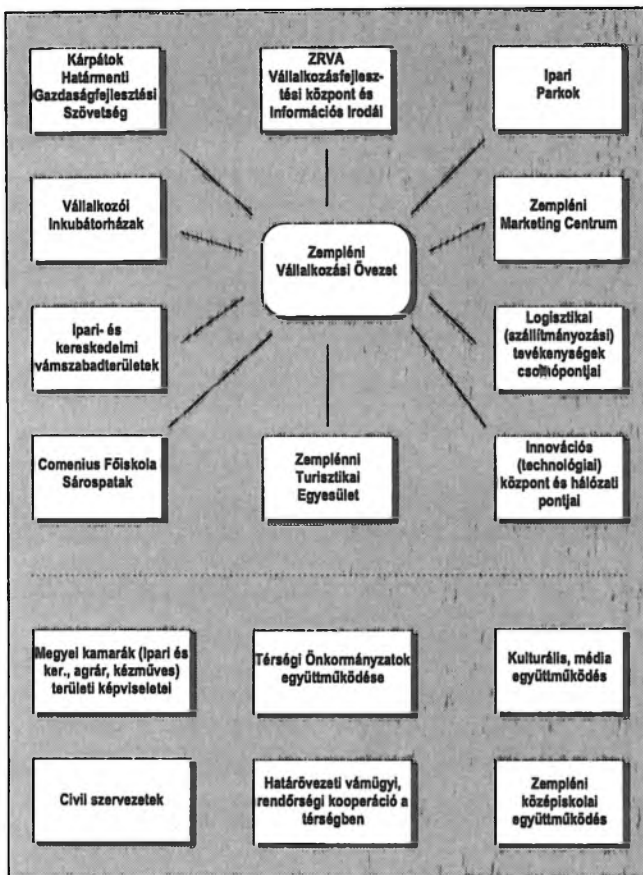 Kárpátok
Határmenti
Gazdaságfejlesztési
Szövetség
ZRVA
Vállalkozásfejlesz-
tési központ és
Információs Irodái
Ipari
Parkok
Vállalkozói
Inkubátorházak
Zempléni
Vállalkozási Övezet
Zempléni
Marketing Centrum
Ipari- és
kereskedelmi
vámszabadterületek
Logisztikai
(szállítmányozási)
tevékenységek
csomópontjai
Comenius Főiskola
Sárospatak
Zemplénni
Turisztikai
Egyesület
Innovációs
(technológiai)
központ és hálózati
pontjai
Megyei kamarák (Ipari és
ker., agrár, kézműves)
területi képviseletei
Térségi Önkormányzatok
együttműködése
Kulturális, média
együttműködés
Civil szervezetek
Határövezeti vámügyi,
rendőrségi kooperáció a
térségben
Zempléni
középiskolai
együttműködés